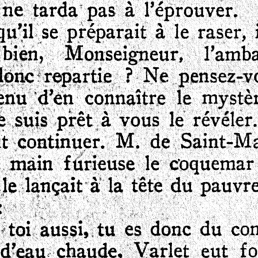 ne tarda pas à l'éprouver.
qu'il se préparait à le raser, i
bien, Monseigneur, l'amba
donc repartie ? Ne pensez-vo
enu d'en connaître le mystè
e suis prêt à vous le révéler.
t continuer. M. de Saint-Ma
main furieuse le coquemar
le lançait à la tête du pauvre
:
toi aussi, tu es donc du con
d'eau chaude, Varlet eut fo